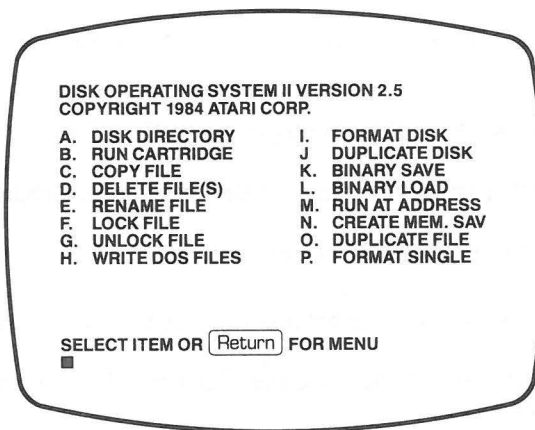 DISK OPERATING SYSTEM II VERSION 2.5
COPYRIGHT 1984 ATARI CORP.
A. DISK DIRECTORY
B. RUN CARTRIDGE
C. COPY FILE
D. DELETE FILE(S)
E. RENAME FILE
F. LOCK FILE
G. UNLOCK FILE
H. WRITE DOS FILES
I. FORMAT DISK
J DUPLICATE DISK
K. BINARY SAVE
L. BINARY LOAD
M. RUN AT ADDRESS
N. CREATE MEM. SAV
O. DUPLICATE FILE
P. FORMAT SINGLE
SELECT ITEM OR Return FOR MENU